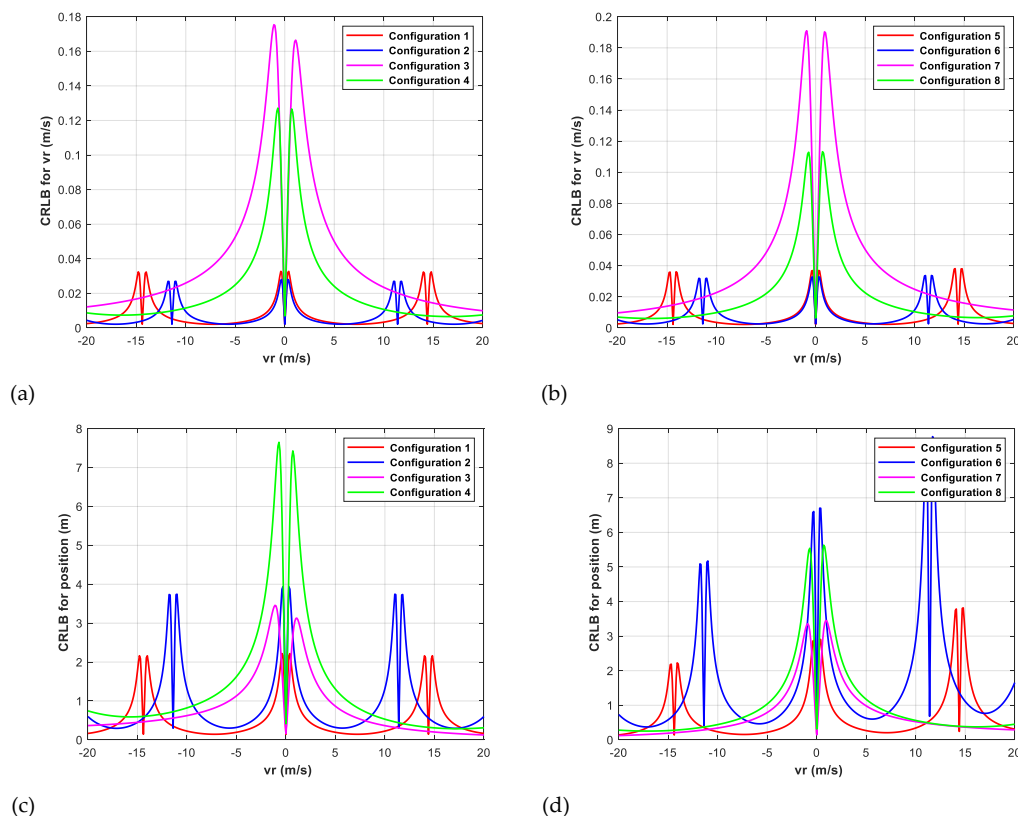 0.18
0.16
0.14
0.12
0.1
0.08
0.06
0.04
0.02
0
CRLB for vr (m/s)
-20 -15 -10 -5 0 5 10 15 20
vr (m/s)
Configuration 1
Configuration 2
Configuration 3
Configuration 4
(a)
0.2
0.18
0.16
0.14
0.12
0.1
0.08
0.06
0.04
0.02
0
CRLB for vr (m/s)
-20 -15 -10 -5 0 5 10 15 20
vr (m/s)
Configuration 5
Configuration 6
Configuration 7
Configuration 8
(b)
8
7
6
5
4
3
2
1
0
CRLB for position (m)
-20 -15 -10 -5 0 5 10 15 20
vr (m/s)
Configuration 1
Configuration 2
Configuration 3
Configuration 4
(c)
9
8
7
6
5
4
3
2
1
0
CRLB for position (m)
-20 -15 -10 -5 0 5 10 15 20
vr (m/s)
Configuration 5
Configuration 6
Configuration 7
Configuration 8
(d)